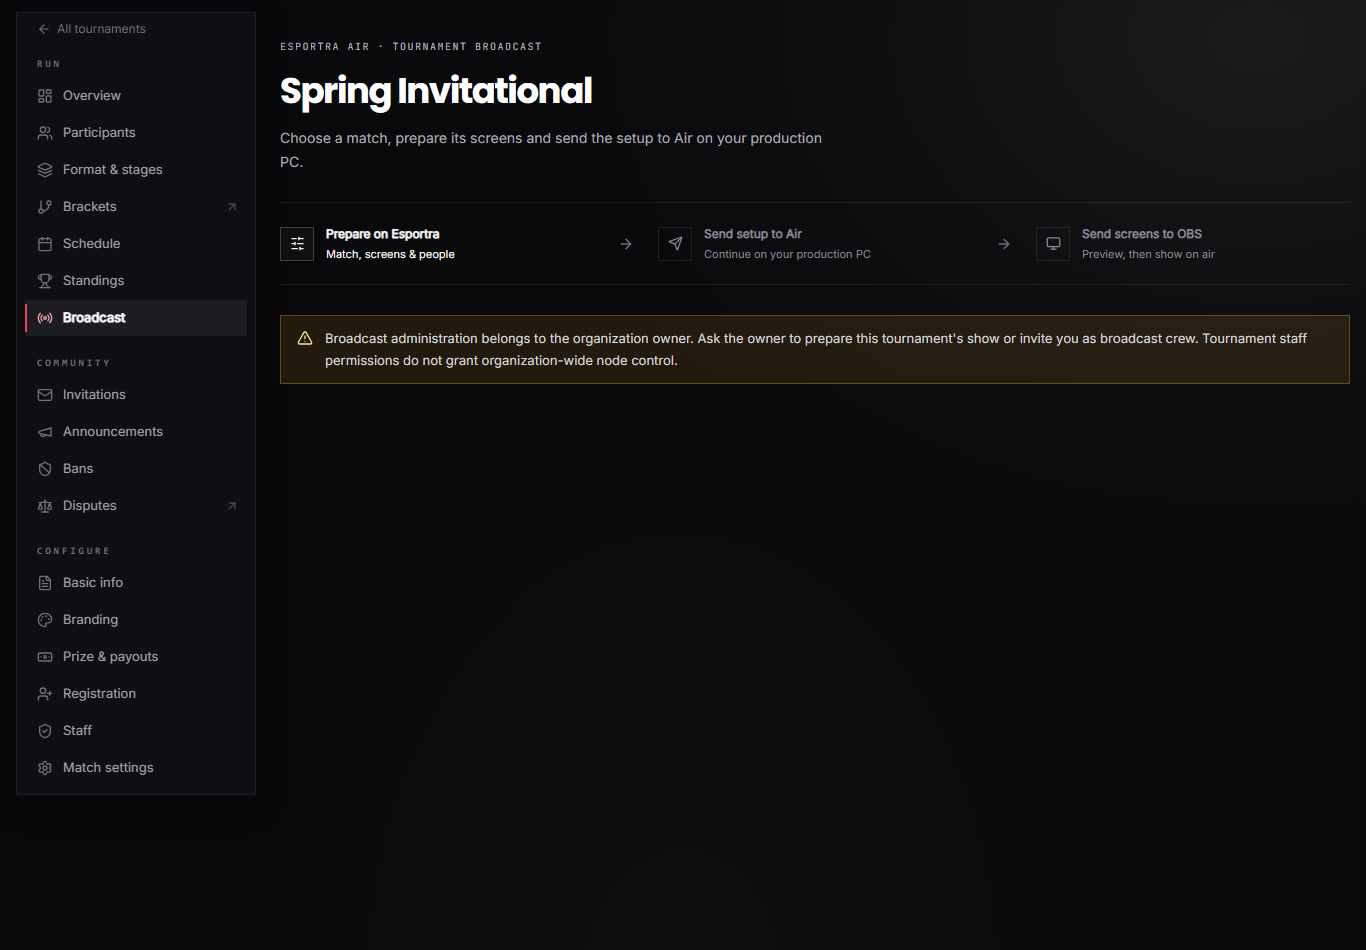 All tournaments
RUN
Overview
Participants
Format & stages
Brackets
Schedule
Standings
Broadcast
COMMUNITY
Invitations
Announcements
Bans
Disputes
CONFIGURE
Basic info
Branding
Prize & payouts
Registration
Staff
Match settings
ESPORTRA AIR · TOURNAMENT BROADCAST
Spring Invitational
Choose a match, prepare its screens and send the setup to Air on your production
PC.
Prepare on Esportra
Match, screens & people
Send setup to Air
Continue on your production PC
Send screens to OBS
Preview, then show on air
Broadcast administration belongs to the organization owner. Ask the owner to prepare this tournament's show or invite you as broadcast crew. Tournament staff
permissions do not grant organization-wide node control.